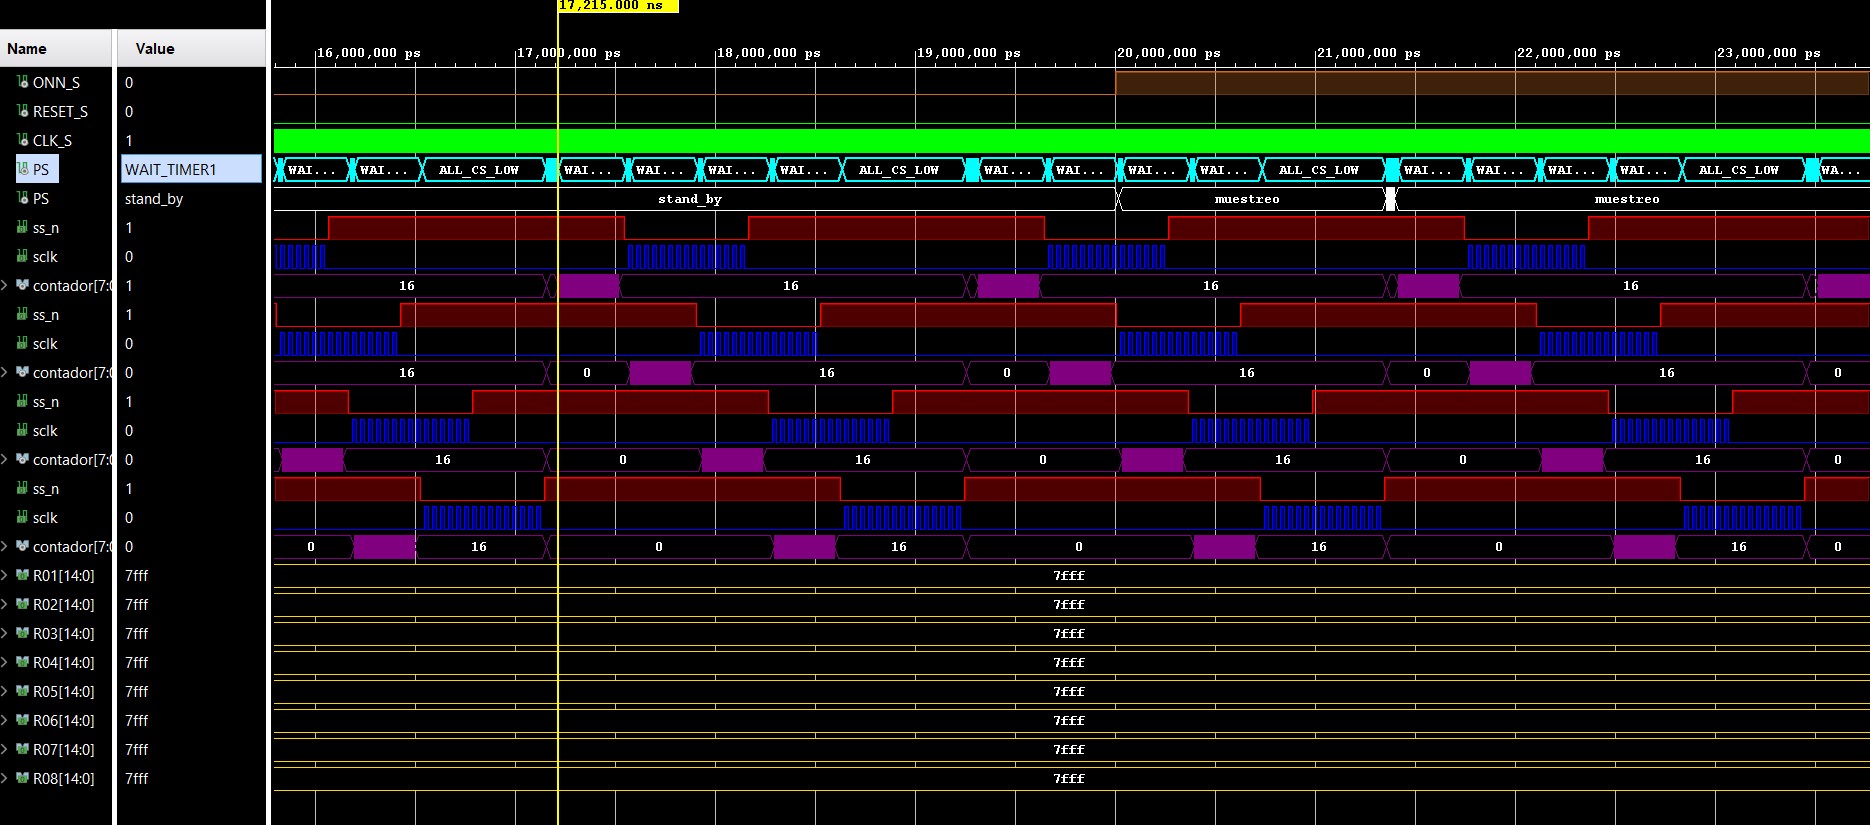 17,215.000 ns
Name Value 16,000,000 ps 17,000,000 ps 18,000,000 ps 19,000,000 ps 20,000,000 ps 21,000,000 ps 22,000,000 ps 23,000,000 ps
ONN_S 0
RESET_S 0
CLK_S 1
PS WAIT_TIMER1 WAI... WAI... ALL_CS_LOW WAI... WAI... WAI... WAI... ALL_CS_LOW WAI... WAI... WAI... WAI... ALL_CS_LOW WAI... WAI... WAI... WAI... ALL_CS_LOW WA...
PS stand_by stand_by muestreo muestreo
ss_n 1
sclk 0
contador[7:0 1 16 16 16 16
ss_n 1
sclk 0
contador[7:0 0 16 0 16 0 16 0 16 0
ss_n 1
sclk 0
contador[7:0 0 16 0 16 0 16 0 16 0
ss_n 1
sclk 0
contador[7:0 0 0 16 0 16 0 16 0 16 0
R01[14:0] 7fff 7fff
R02[14:0] 7fff 7fff
R03[14:0] 7fff 7fff
R04[14:0] 7fff 7fff
R05[14:0] 7fff 7fff
R06[14:0] 7fff 7fff
R07[14:0] 7fff 7fff
R08[14:0] 7fff 7fff